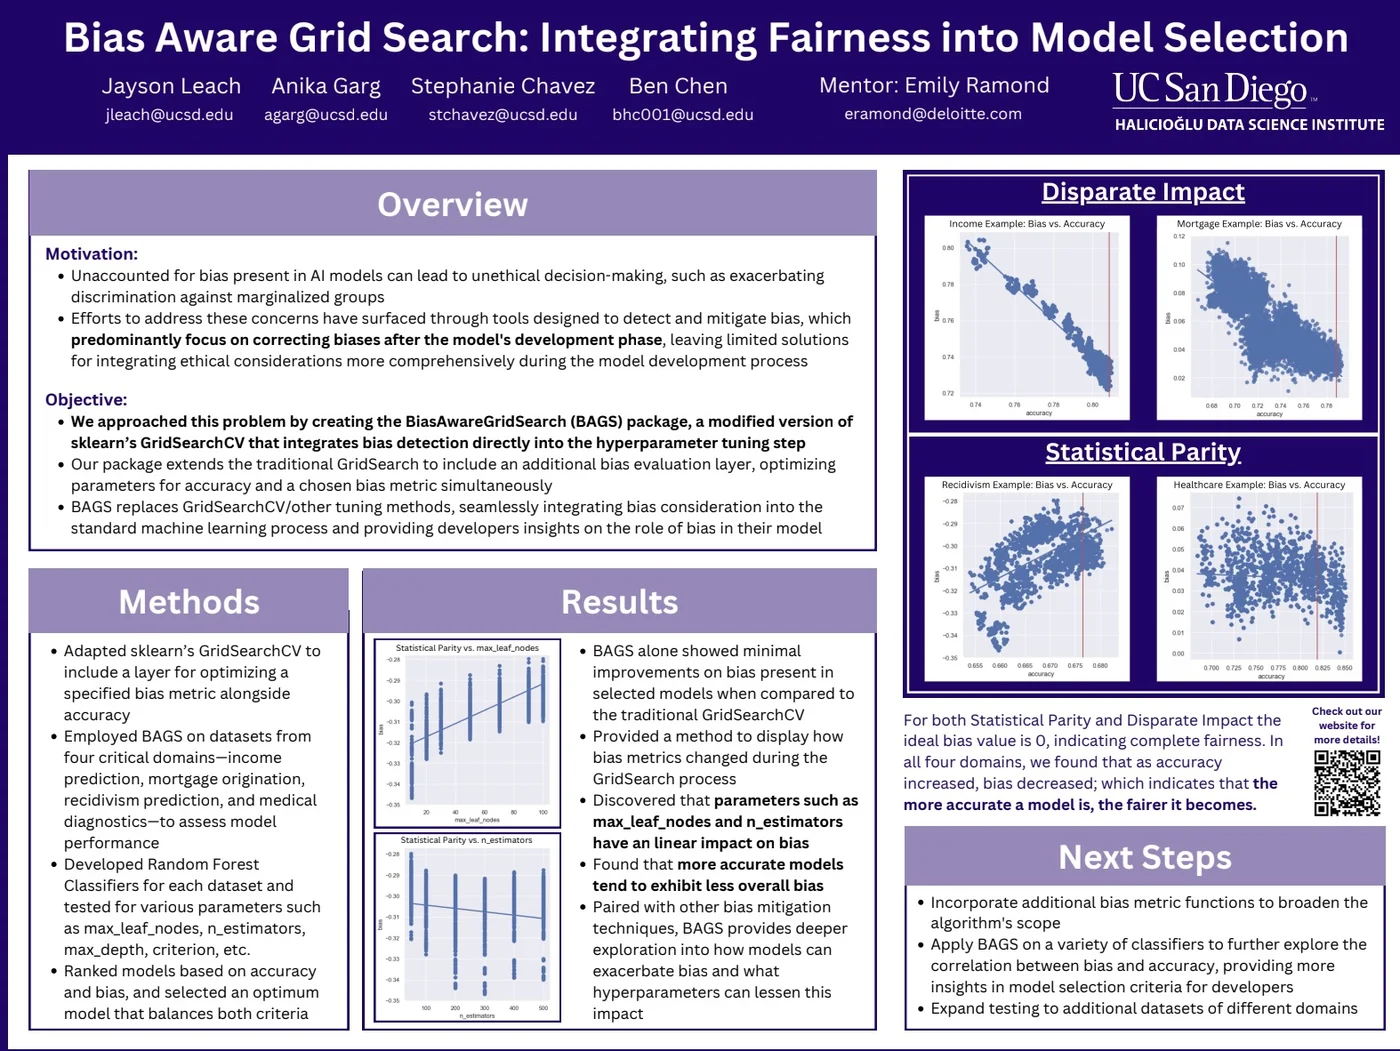 Bias Aware Grid Search: Integrating Fairness into Model Selection
Jayson Leach Anika Garg Stephanie Chavez Ben Chen Mentor: Emily Ramond
jleach@ucsd.edu agarg@ucsd.edu stchavez@ucsd.edu bhc001@ucsd.edu eramond@deloitte.com
UC San Diego ™
HALICIOĞLU DATA SCIENCE INSTITUTE
Overview
Motivation:
• Unaccounted for bias present in AI models can lead to unethical decision-making, such as exacerbating
discrimination against marginalized groups
• Efforts to address these concerns have surfaced through tools designed to detect and mitigate bias, which
predominantly focus on correcting biases after the model's development phase, leaving limited solutions
for integrating ethical considerations more comprehensively during the model development process
Objective:
• We approached this problem by creating the BiasAwareGridSearch (BAGS) package, a modified version of
sklearn’s GridSearchCV that integrates bias detection directly into the hyperparameter tuning step
• Our package extends the traditional GridSearch to include an additional bias evaluation layer, optimizing
parameters for accuracy and a chosen bias metric simultaneously
• BAGS replaces GridSearchCV/other tuning methods, seamlessly integrating bias consideration into the
standard machine learning process and providing developers insights on the role of bias in their model
Methods
• Adapted sklearn’s GridSearchCV to
include a layer for optimizing a
specified bias metric alongside
accuracy
• Employed BAGS on datasets from
four critical domains—income
prediction, mortgage origination,
recidivism prediction, and medical
diagnostics—to assess model
performance
• Developed Random Forest
Classifiers for each dataset and
tested for various parameters such
as max_leaf_nodes, n_estimators,
max_depth, criterion, etc.
• Ranked models based on accuracy
and bias, and selected an optimum
model that balances both criteria
Results
Statistical Parity vs. max_leaf_nodes
−0.28
−0.29
−0.30
−0.31
−0.32
−0.33
−0.34
−0.35
bias
20 40 60 80 100
max_leaf_nodes
Statistical Parity vs. n_estimators
−0.28
−0.29
−0.30
−0.31
−0.32
−0.33
−0.34
−0.35
bias
100 200 300 400 500
n_estimators
• BAGS alone showed minimal
improvements on bias present in
selected models when compared to
the traditional GridSearchCV
• Provided a method to display how
bias metrics changed during the
GridSearch process
• Discovered that parameters such as
max_leaf_nodes and n_estimators
have an linear impact on bias
• Found that more accurate models
tend to exhibit less overall bias
• Paired with other bias mitigation
techniques, BAGS provides deeper
exploration into how models can
exacerbate bias and what
hyperparameters can lessen this
impact
Disparate Impact
Income Example: Bias vs. Accuracy
0.80
0.78
0.76
0.74
0.72
bias
0.74 0.76 0.78 0.80
accuracy
Mortgage Example: Bias vs. Accuracy
0.12
0.10
0.08
0.06
0.04
0.02
bias
0.68 0.70 0.72 0.74 0.76 0.78
accuracy
Statistical Parity
Recidivism Example: Bias vs. Accuracy
−0.28
−0.29
−0.30
−0.31
−0.32
−0.33
−0.34
−0.35
bias
0.655 0.660 0.665 0.670 0.675 0.680
accuracy
Healthcare Example: Bias vs. Accuracy
0.07
0.06
0.05
0.04
0.03
0.02
0.01
0.00
bias
0.700 0.725 0.750 0.775 0.800 0.825 0.850
accuracy
For both Statistical Parity and Disparate Impact the
ideal bias value is 0, indicating complete fairness. In
all four domains, we found that as accuracy
increased, bias decreased; which indicates that the
more accurate a model is, the fairer it becomes.
Check out our
website for
more details!
Next Steps
• Incorporate additional bias metric functions to broaden the
algorithm's scope
• Apply BAGS on a variety of classifiers to further explore the
correlation between bias and accuracy, providing more
insights in model selection criteria for developers
• Expand testing to additional datasets of different domains